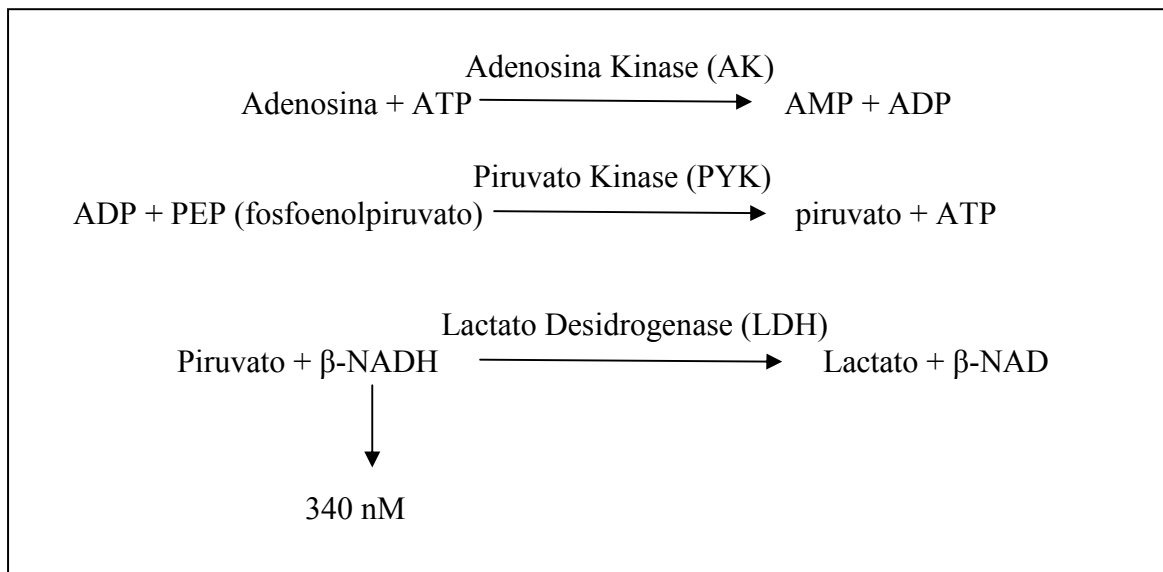 Adenosina Kinase (AK)
Adenosina + ATP AMP + ADP
Piruvato Kinase (PYK)
ADP + PEP (fosfoenolpiruvato) piruvato + ATP
Lactato Desidrogenase (LDH)
Piruvato + β-NADH Lactato + β-NAD
340 nM